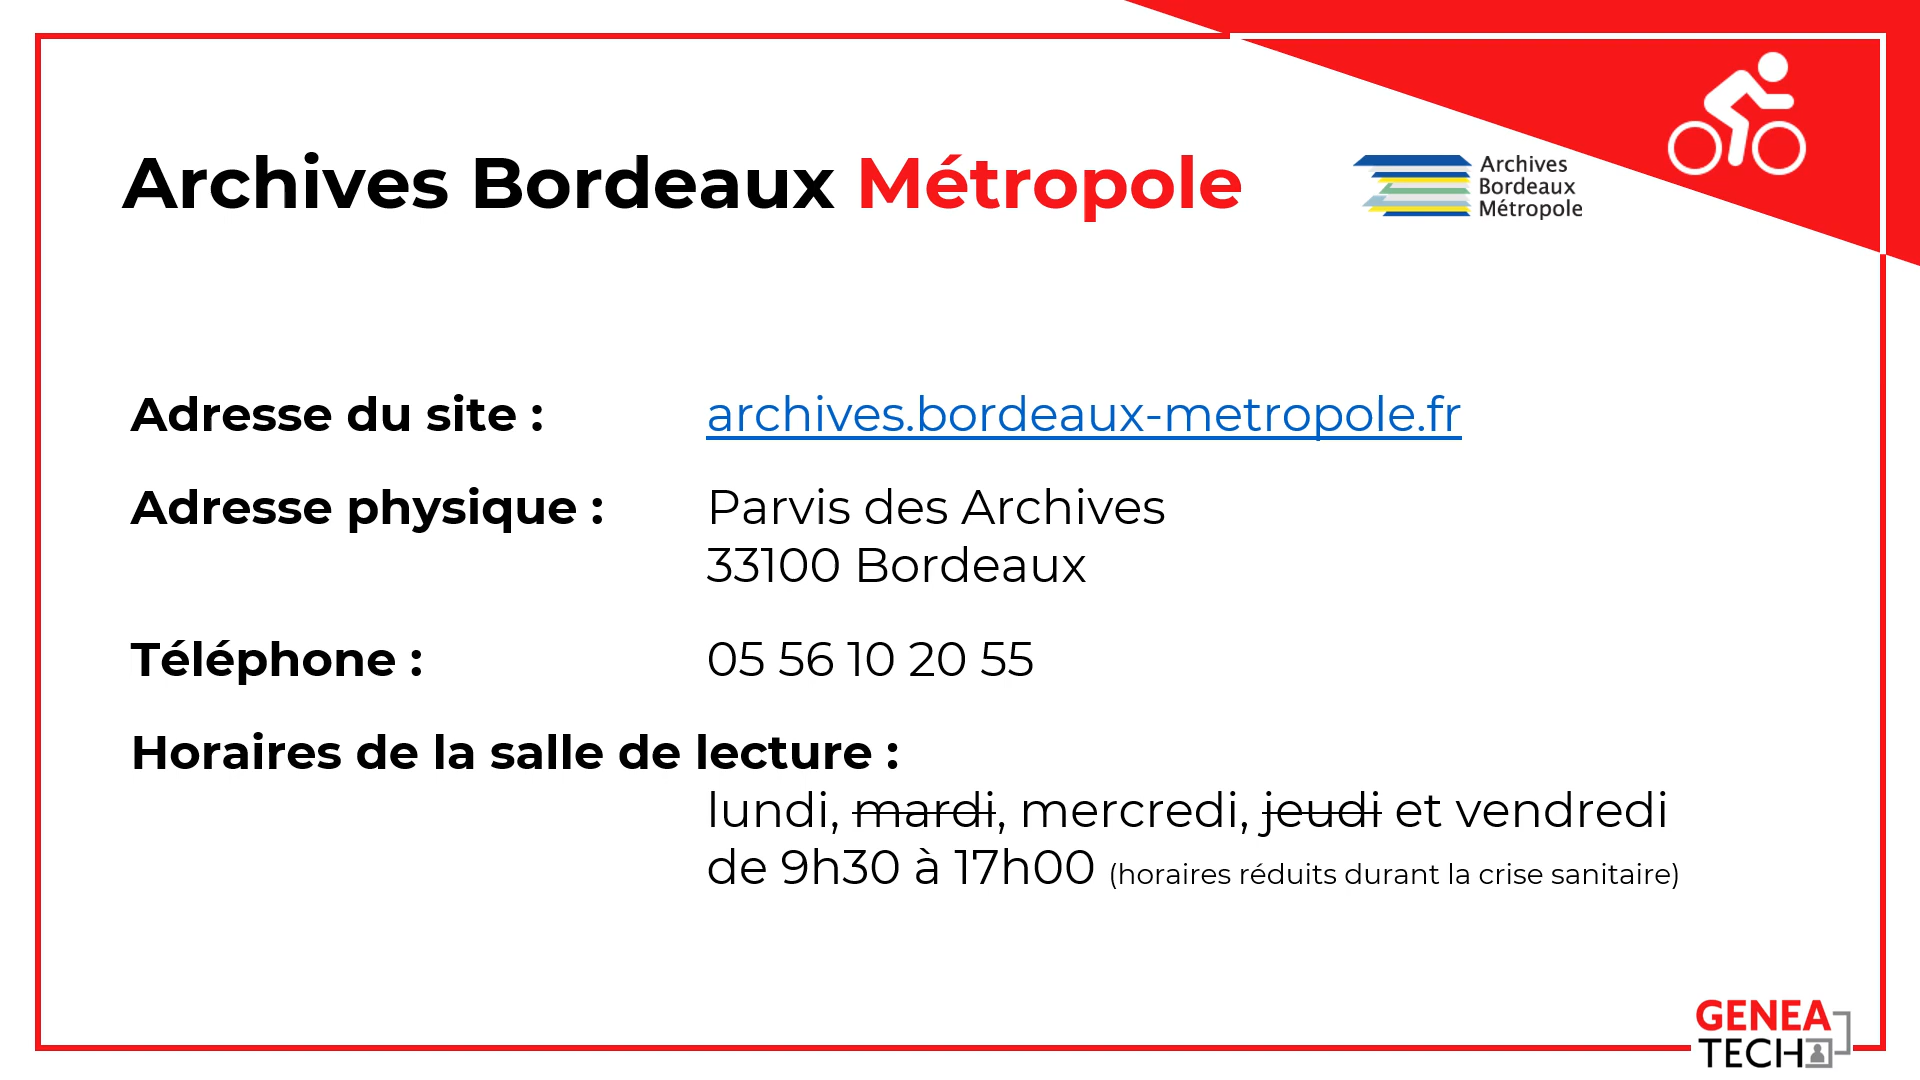 Archives Bordeaux Métropole
Archives
Bordeaux
Métropole
Adresse du site : archives.bordeaux-metropole.fr
Adresse physique : Parvis des Archives
33100 Bordeaux
Téléphone : 05 56 10 20 55
Horaires de la salle de lecture :
lundi, mardi, mercredi, jeudi et vendredi
de 9h30 à 17h00 (horaires réduits durant la crise sanitaire)
GENEA
TECH